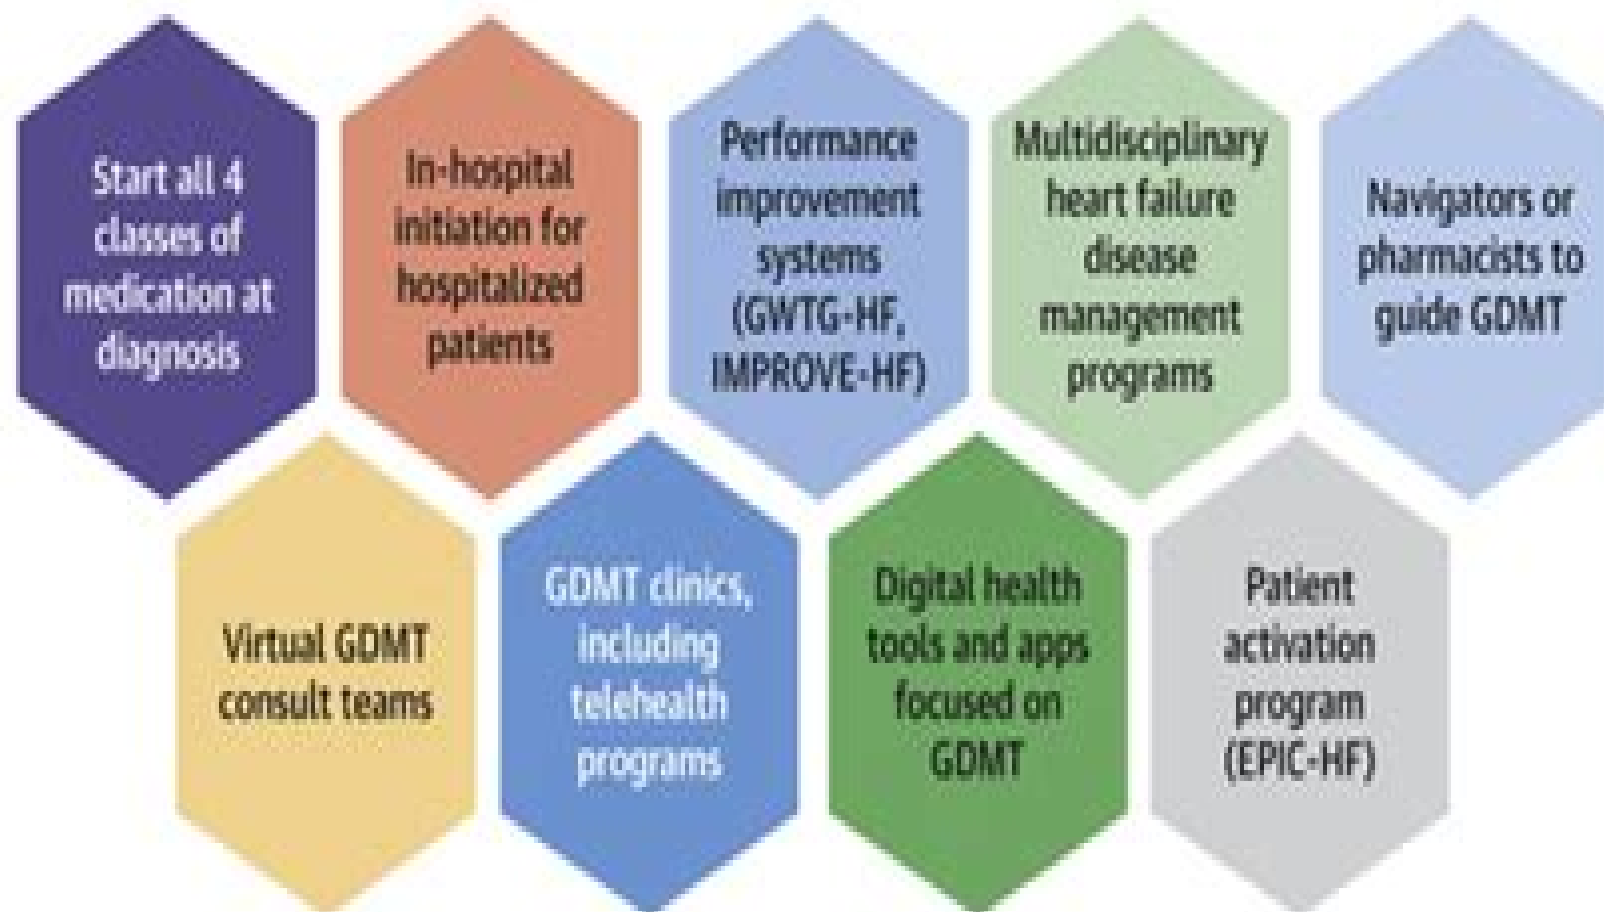 Start all 4
classes of
medication at
diagnosis
In-hospital
initiation for
hospitalized
patients
Performance
improvement
systems
(GWTG-HF,
IMPROVE-HF)
Multidisciplinary
heart failure
disease
management
programs
Navigators or
pharmacists to
guide GDMT
Virtual GDMT
consult teams
GDMT clinics,
including
telehealth
programs
Digital health
tools and apps
focused on
GDMT
Patient
activation
program
(EPIC-HF)